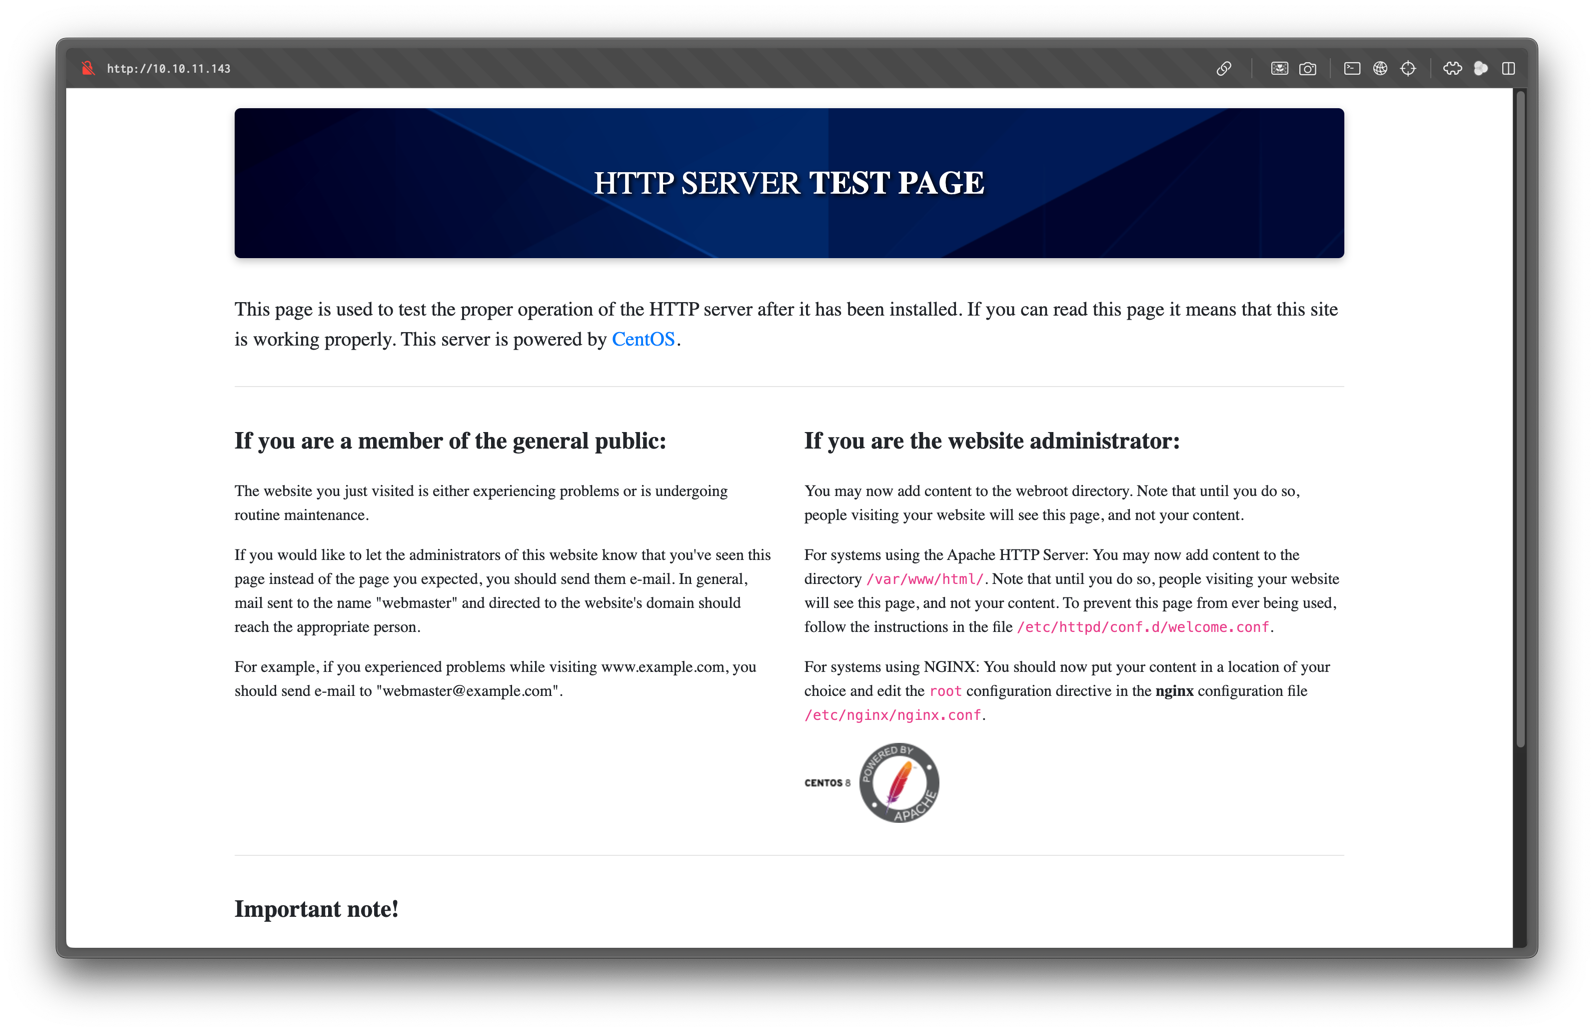 http://10.10.11.143
HTTP SERVER TEST PAGE
This page is used to test the proper operation of the HTTP server after it has been installed. If you can read this page it means that this site
is working properly. This server is powered by CentOS.
If you are a member of the general public:
The website you just visited is either experiencing problems or is undergoing
routine maintenance.
If you would like to let the administrators of this website know that you've seen this
page instead of the page you expected, you should send them e-mail. In general,
mail sent to the name "webmaster" and directed to the website's domain should
reach the appropriate person.
For example, if you experienced problems while visiting www.example.com, you
should send e-mail to "webmaster@example.com".
If you are the website administrator:
You may now add content to the webroot directory. Note that until you do so,
people visiting your website will see this page, and not your content.
For systems using the Apache HTTP Server: You may now add content to the
directory /var/www/html/. Note that until you do so, people visiting your website
will see this page, and not your content. To prevent this page from ever being used,
follow the instructions in the file /etc/httpd/conf.d/welcome.conf.
For systems using NGINX: You should now put your content in a location of your
choice and edit the root configuration directive in the nginx configuration file
/etc/nginx/nginx.conf.
CENTOS 8
POWERED BY
APACHE
Important note!